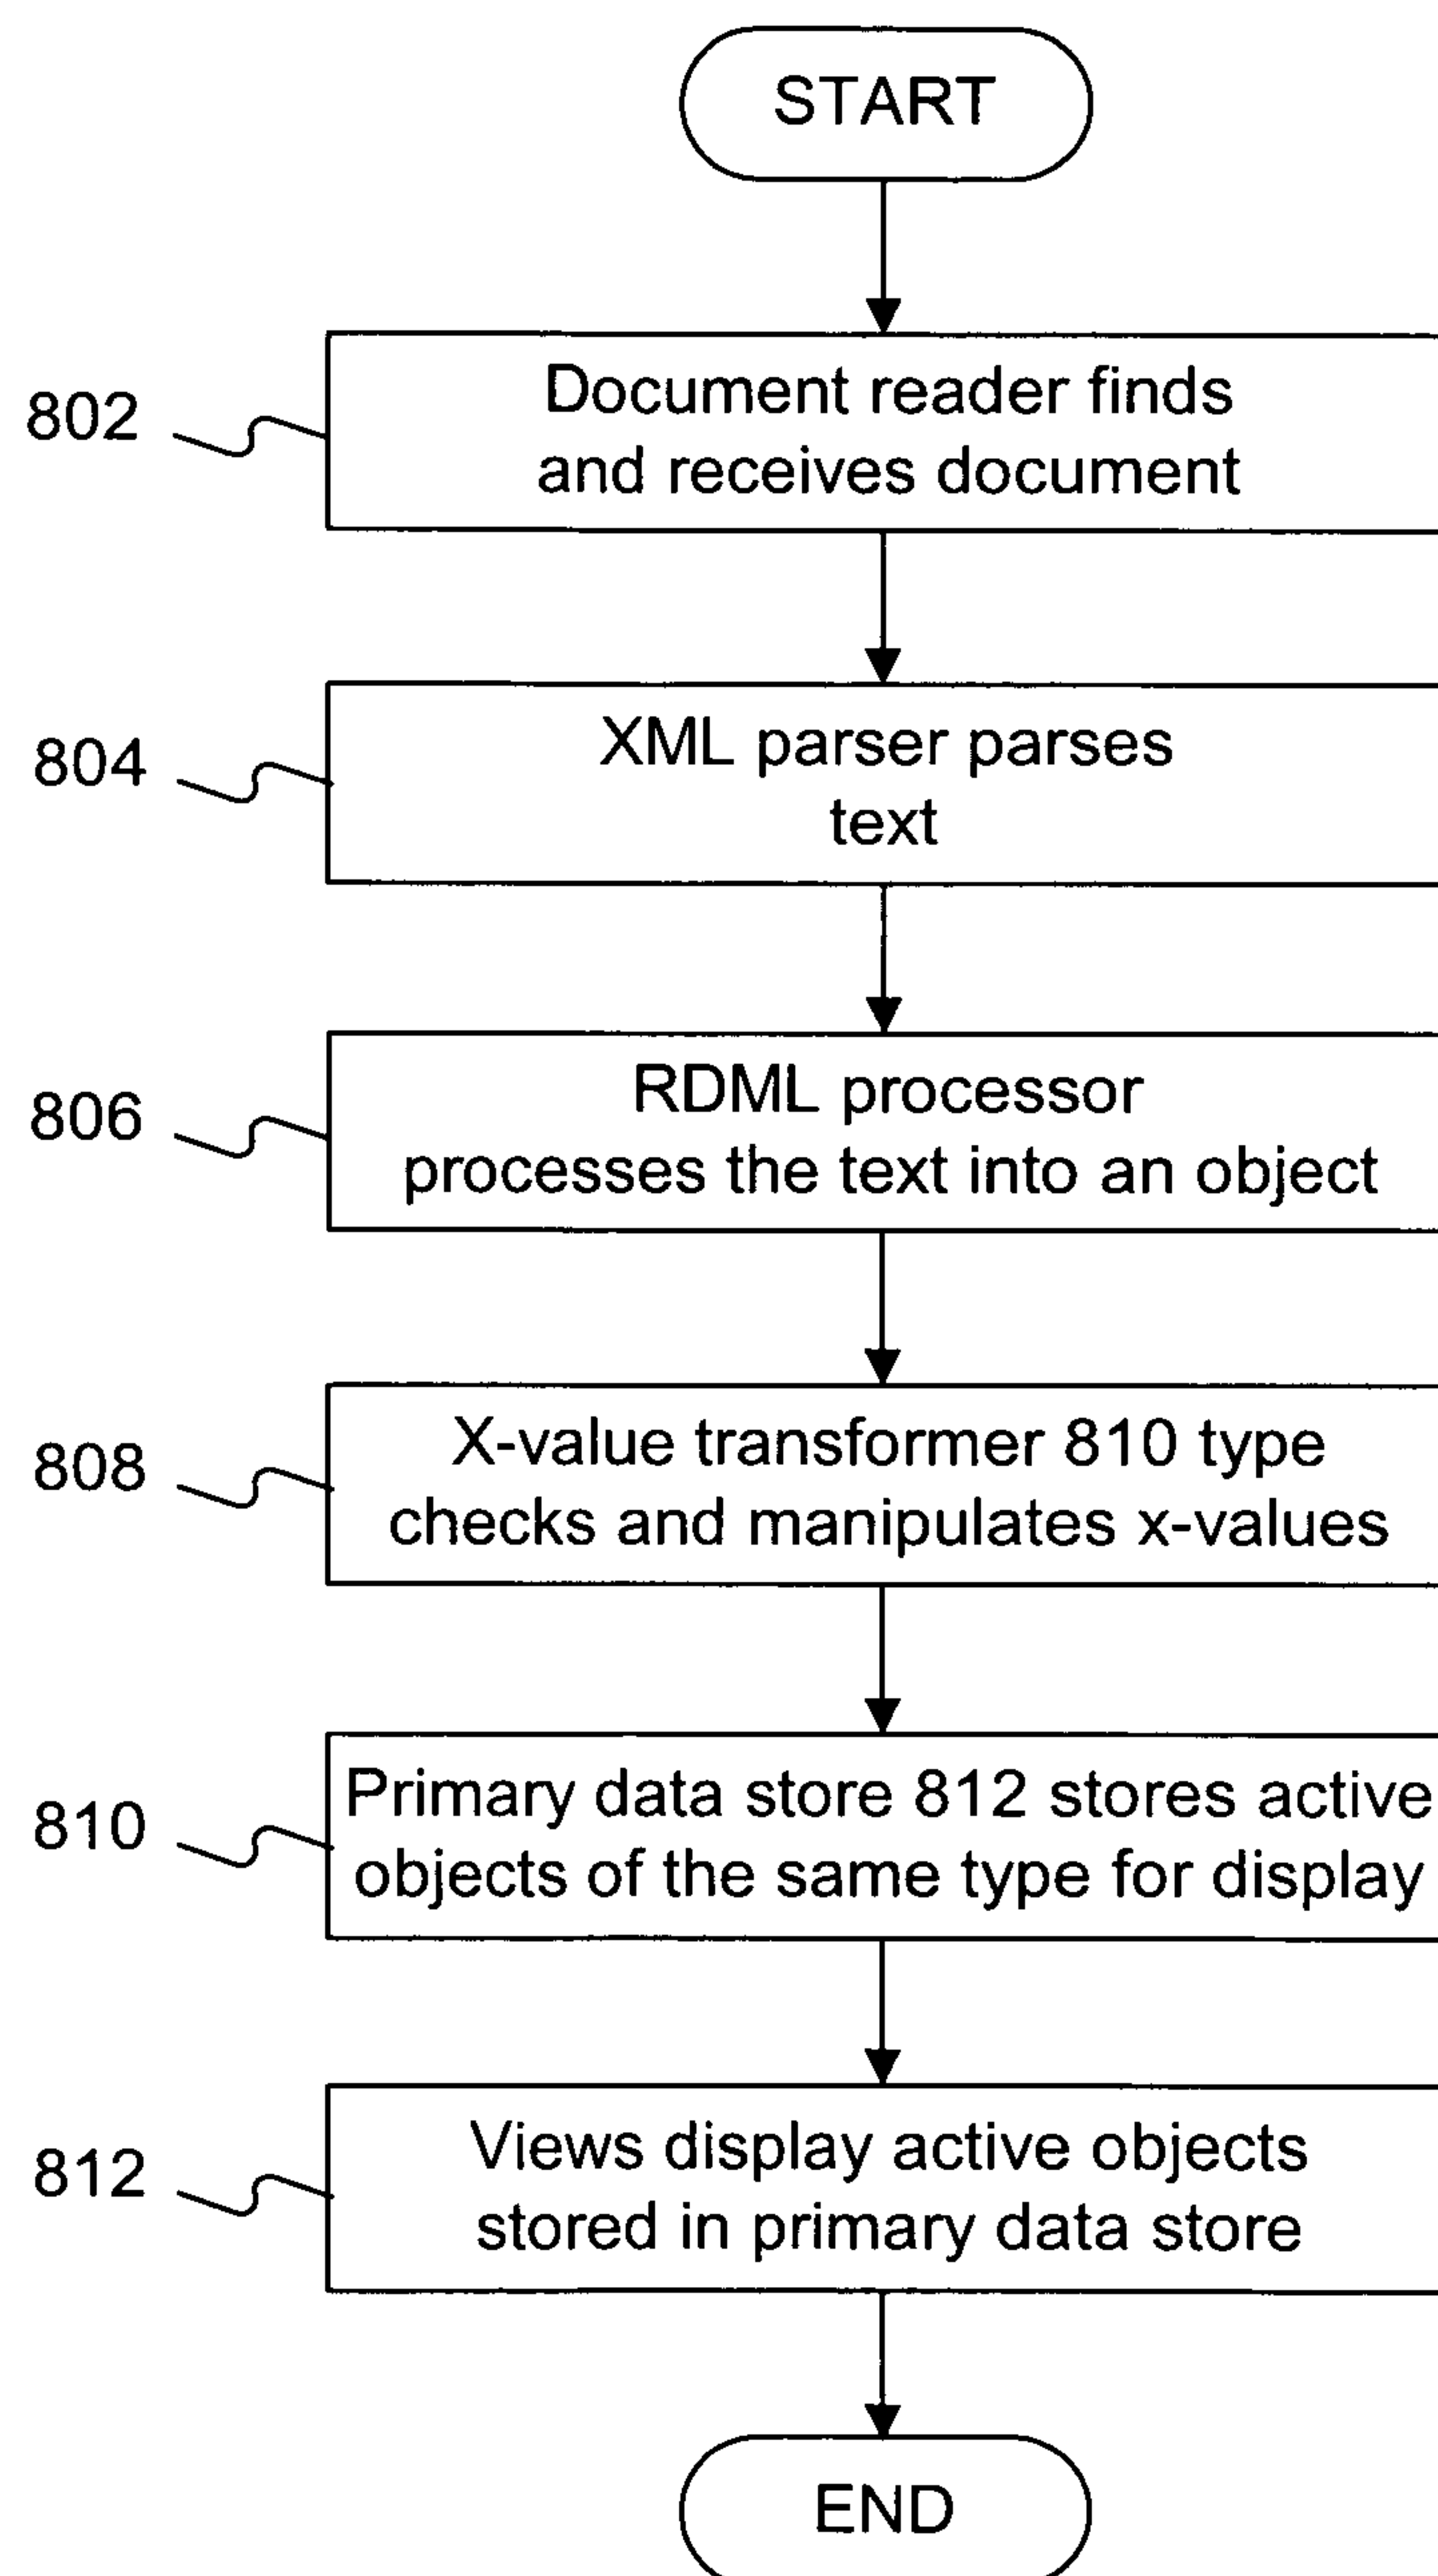 START
802
Document reader finds
and receives document
804
XML parser parses
text
806
RDML processor
processes the text into an object
808
X-value transformer 810 type
checks and manipulates x-values
810
Primary data store 812 stores active
objects of the same type for display
812
Views display active objects
stored in primary data store
END